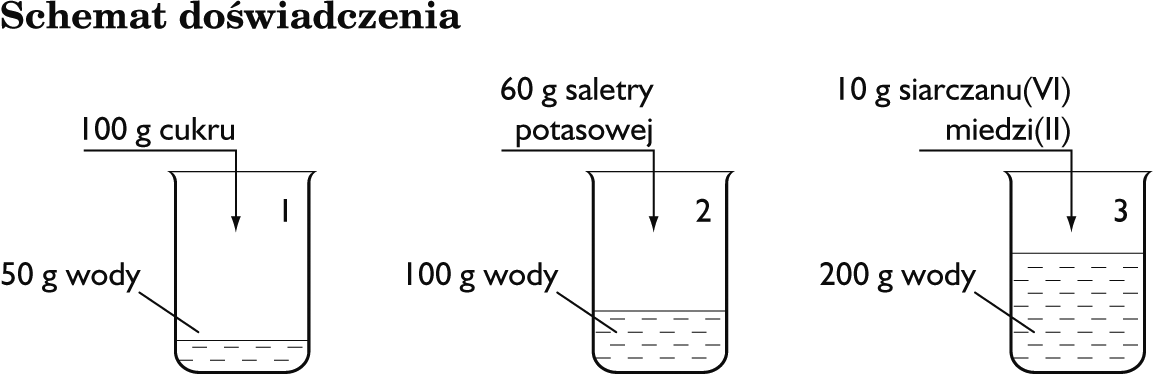 Schemat doświadczenia
100 g cukru
1
50 g wody
60 g saletry
potasowej
2
100 g wody
10 g siarczanu(VI)
miedzi(II)
3
200 g wody